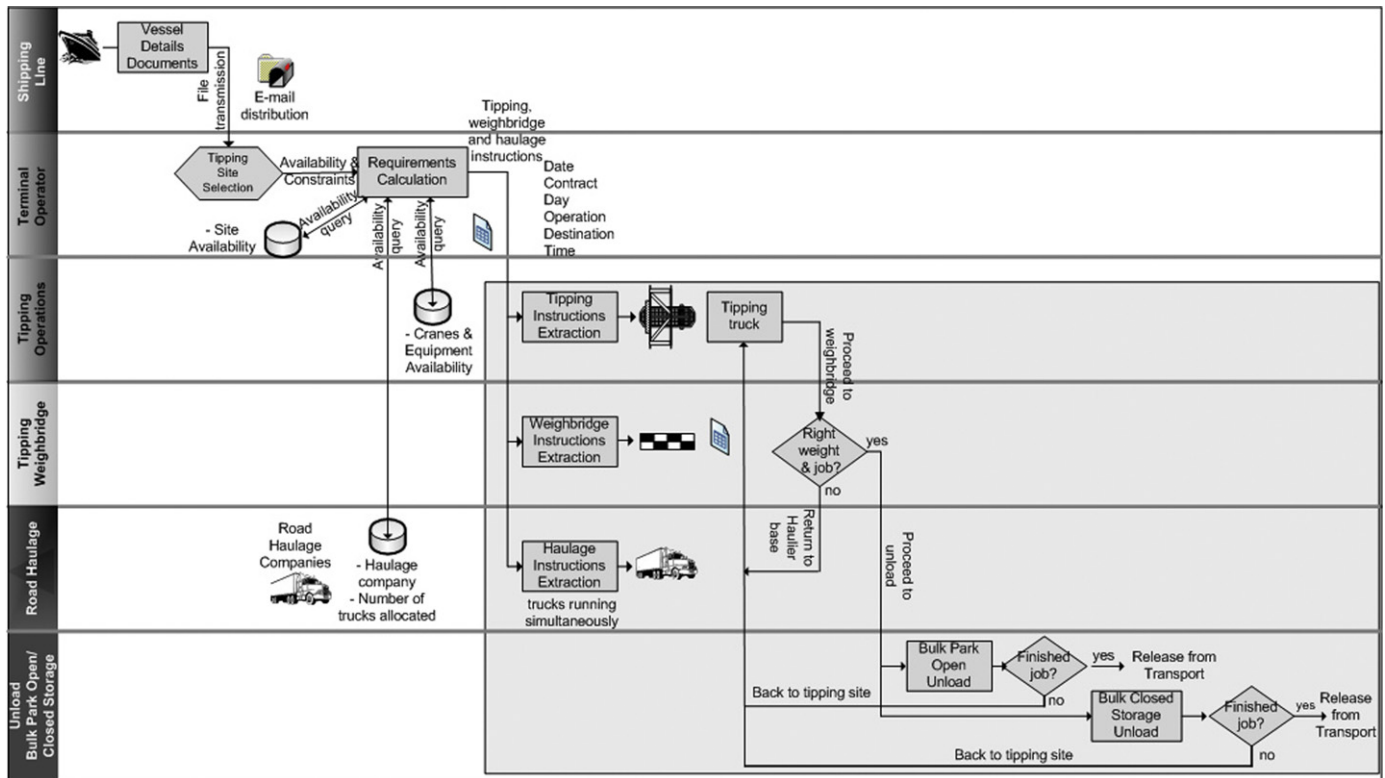 Shipping
LIne
Vessel
Details
Documents
File
transmission
E-mail
distribution
Tipping,
weighbridge
and haulage
instructions
Terminal
Operator
Tipping
Site
Selection
Availability &
Constraints
Requirements
Calculation
Date
Contract
Day
Operation
Destination
Time
Availability
query
- Site
Availability
Availability
query
Availability
query
Tipping
Operations
- Cranes &
Equipment
Availability
Tipping
Instructions
Extraction
Tipping
truck
Proceed to
weighbridge
Tipping
Weighbridge
Weighbridge
Instructions
Extraction
Right
weight
& job?
yes
no
Road Haulage
Road
Haulage
Companies
- Haulage
company
- Number of
trucks allocated
Haulage
Instructions
Extraction
trucks running
simultaneously
Return to
Haulier
base
Proceed to
unload
Unload
Bulk Park Open/
Closed Storage
Bulk Park
Open
Unload
Finished
job?
yes
Release from
Transport
no
Back to tipping site
Bulk Closed
Storage
Unload
Finished
job?
yes
Release
from
Transport
no
Back to tipping site